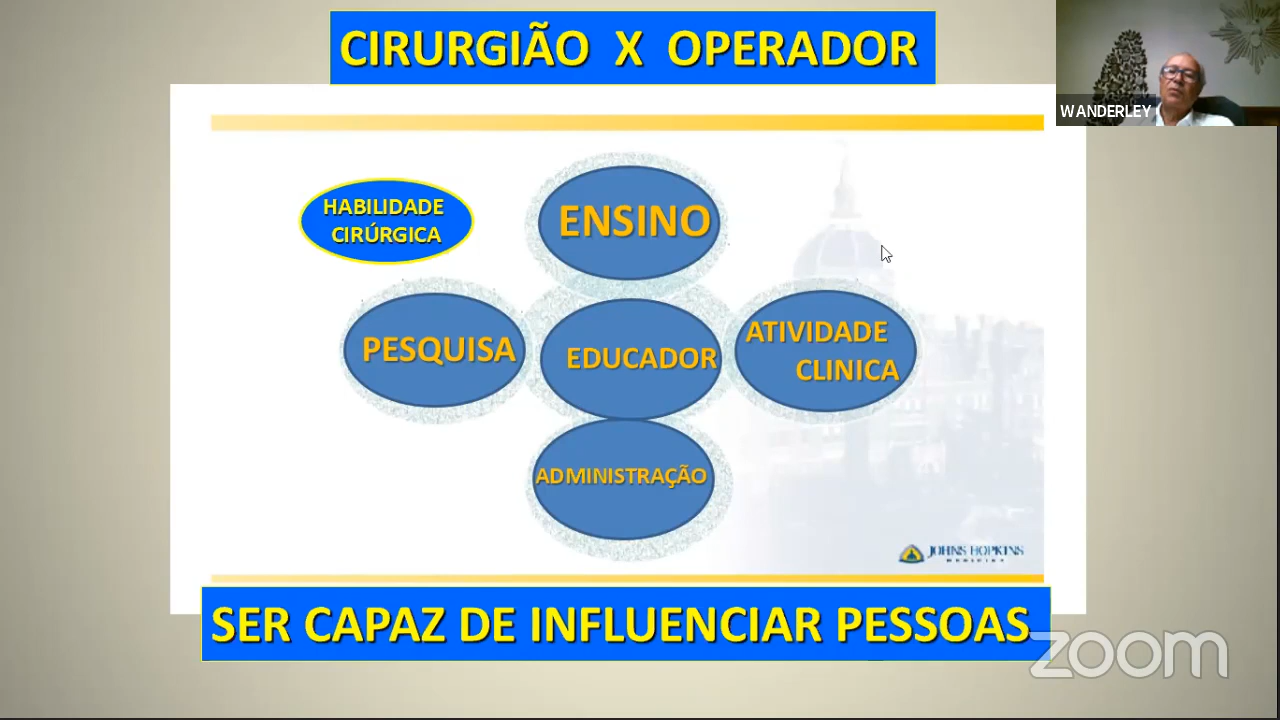 CIRURGIÃO X OPERADOR
WANDERLEY
HABILIDADE
CIRÚRGICA
ENSINO
PESQUISA
EDUCADOR
ATIVIDADE
CLINICA
ADMINISTRAÇÃO
JOHNS HOPKINS
MEDICINE
SER CAPAZ DE INFLUENCIAR PESSOAS
zoom